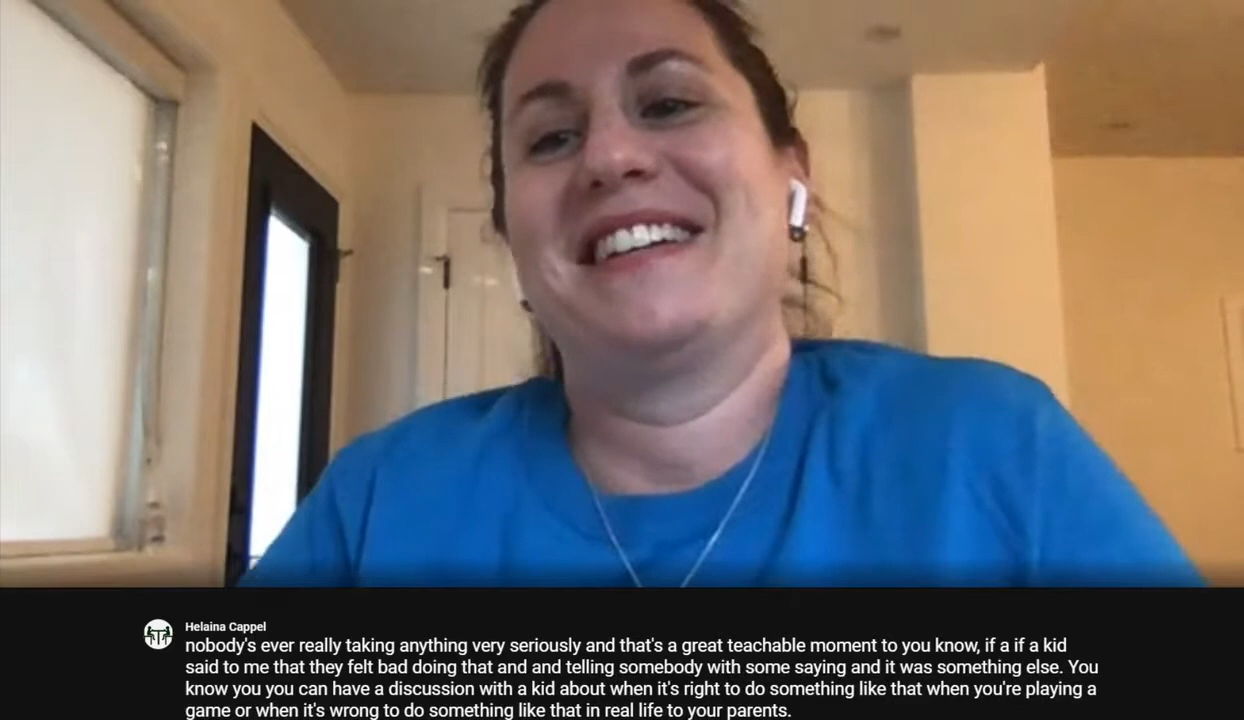 Helaina Cappel
nobody's ever really taking anything very seriously and that's a great teachable moment to you know, if a if a kid
said to me that they felt bad doing that and and telling somebody with some saying and it was something else. You
know you you can have a discussion with a kid about when it's right to do something like that when you're playing a
game or when it's wrong to do something like that in real life to your parents.